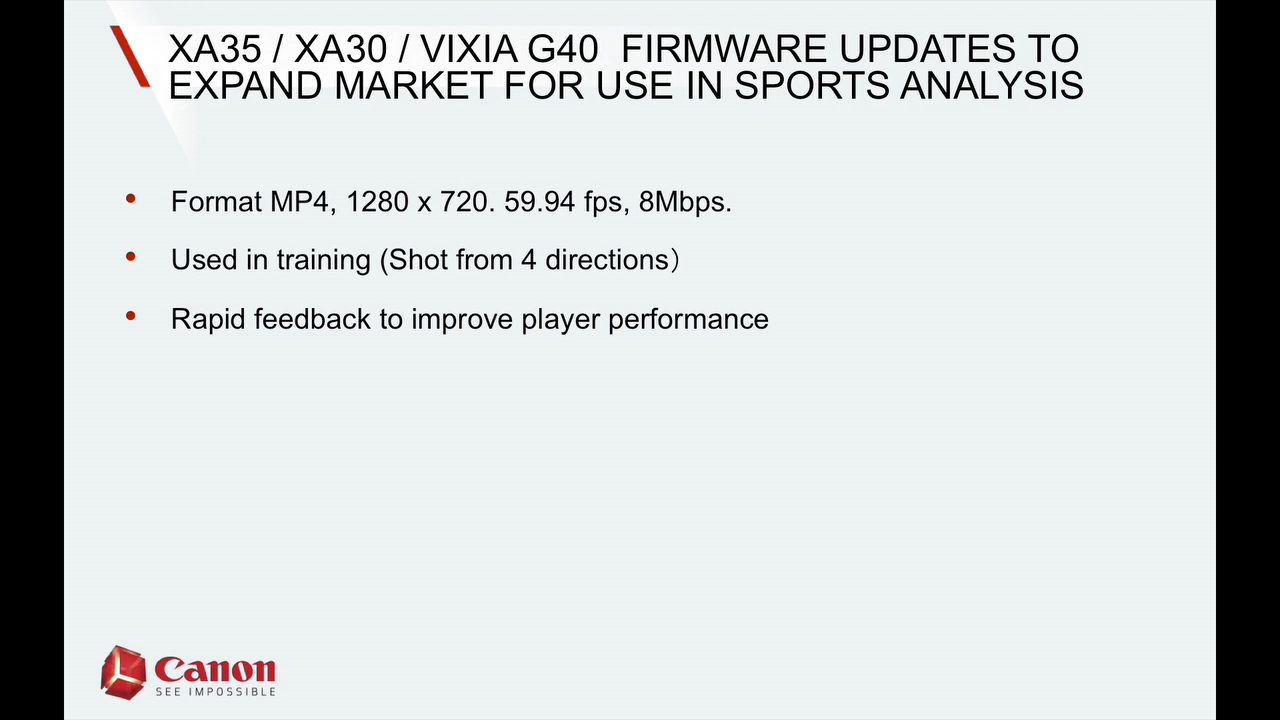 XA35 / XA30 / VIXIA G40  FIRMWARE UPDATES TO
EXPAND MARKET FOR USE IN SPORTS ANALYSIS
• Format MP4, 1280 x 720. 59.94 fps, 8Mbps.
• Used in training (Shot from 4 directions）
• Rapid feedback to improve player performance
Canon
SEE IMPOSSIBLE